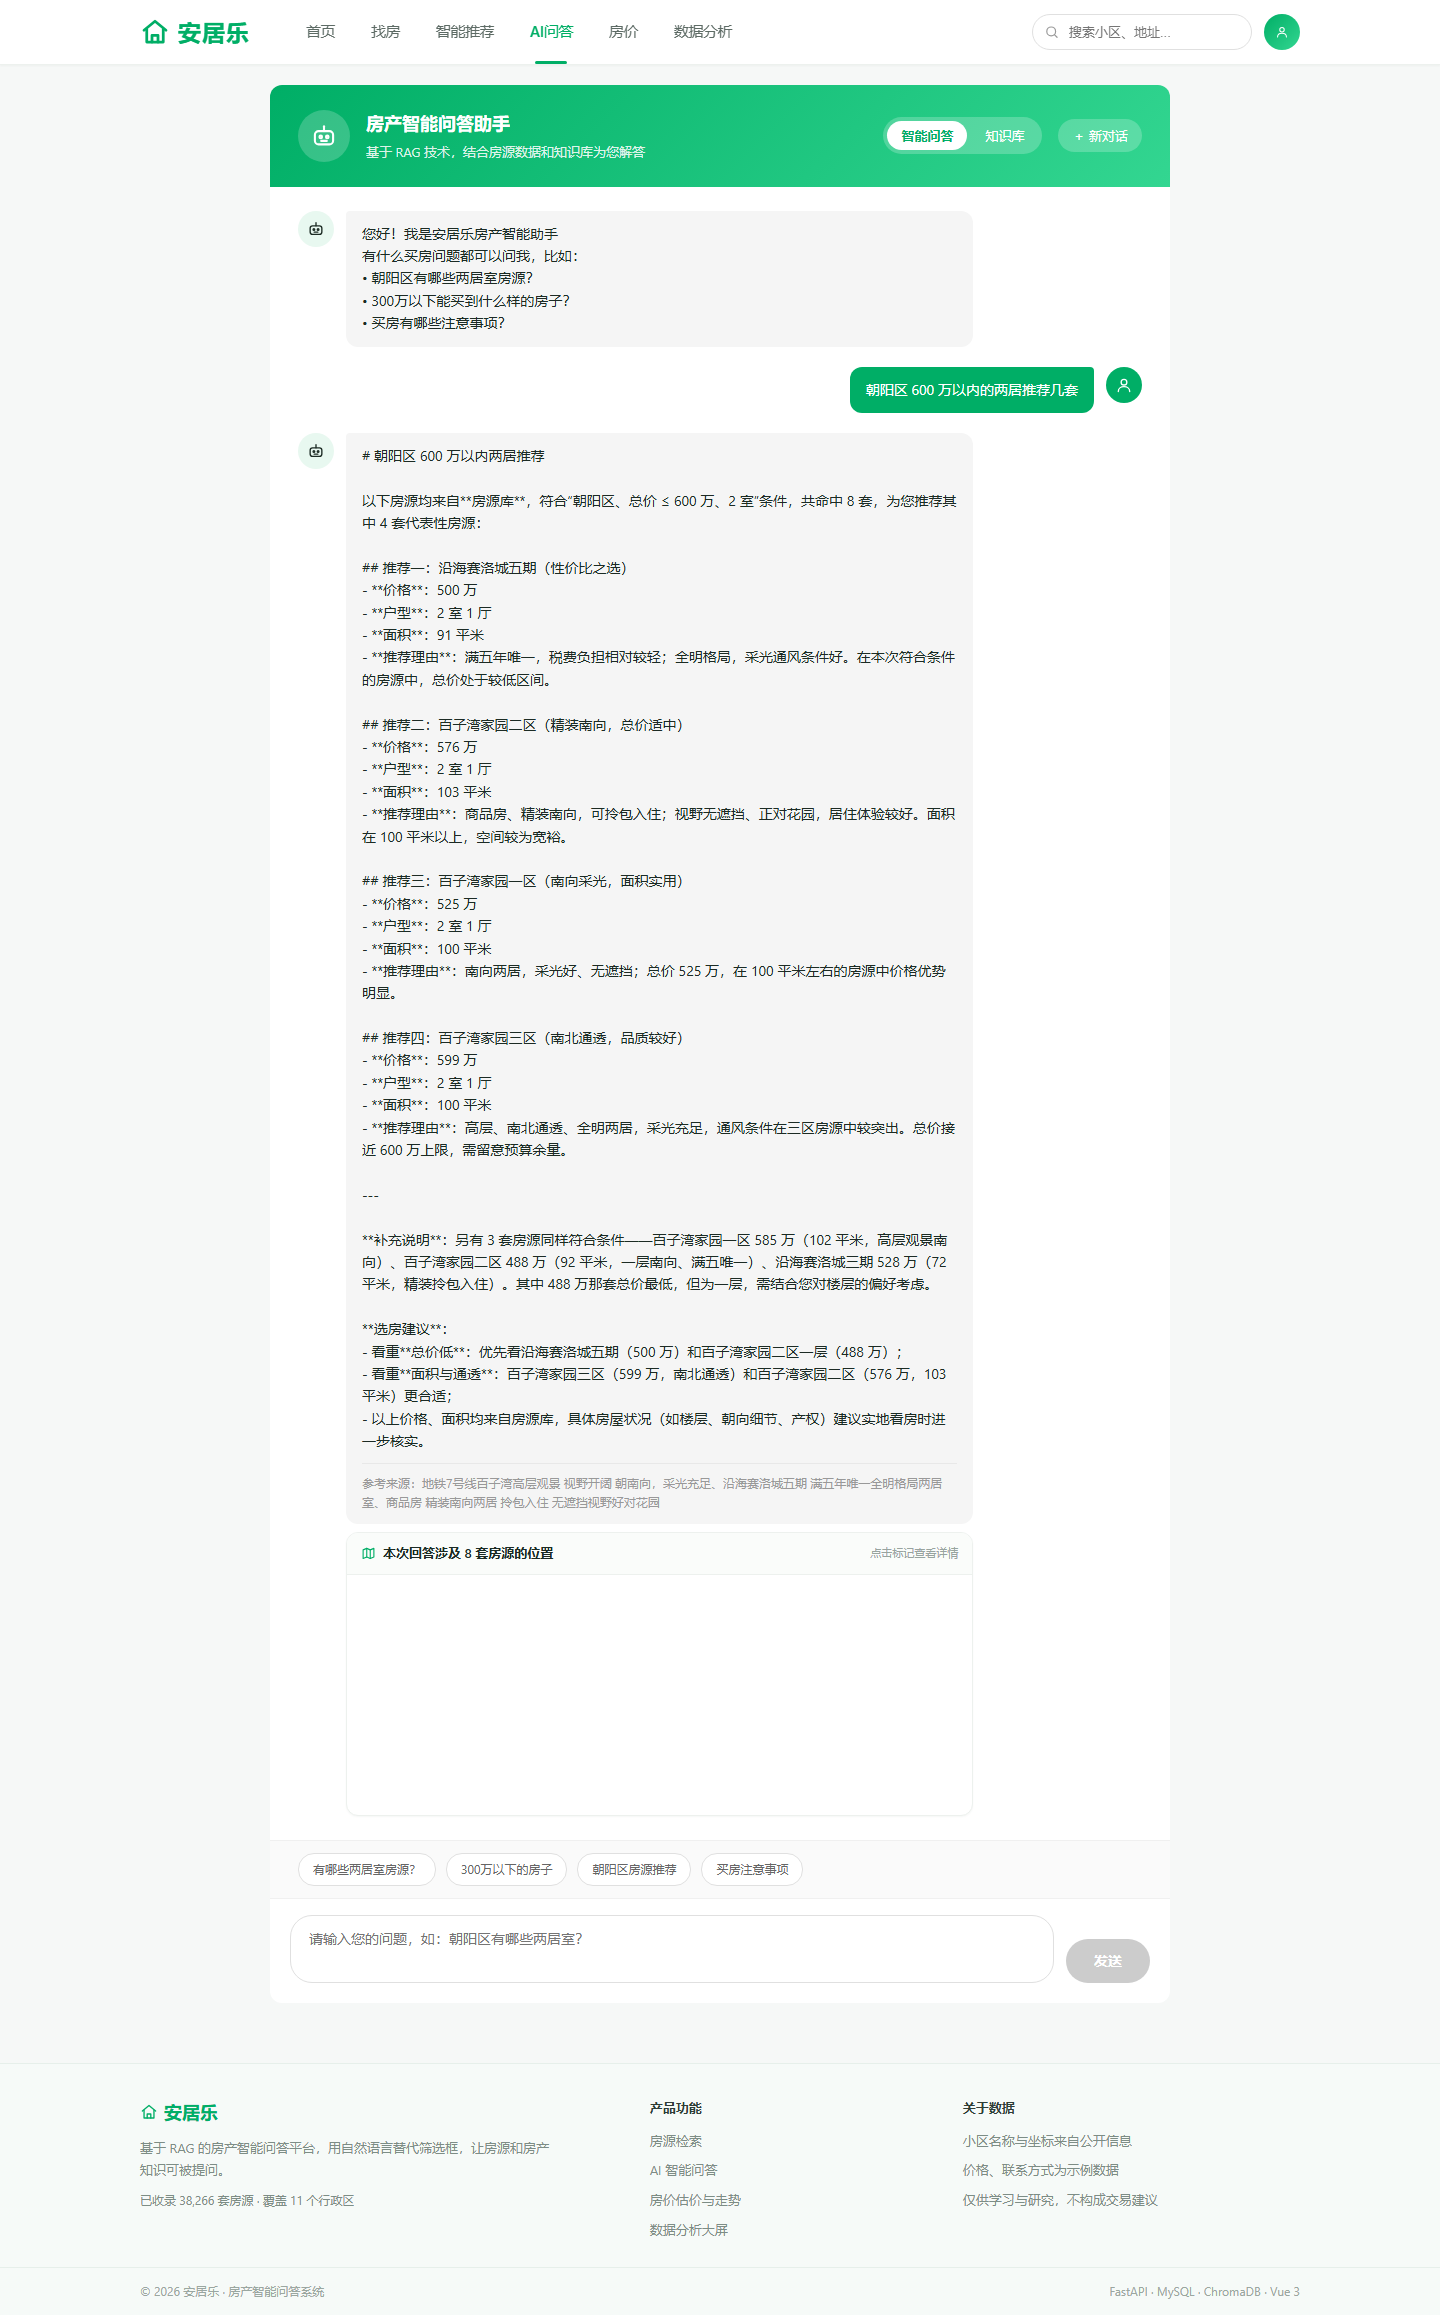 安居乐
首页
找房
智能推荐
AI问答
房价
数据分析
搜索小区、地址...
房产智能问答助手
基于 RAG 技术，结合房源数据和知识库为您解答
智能问答
知识库
+ 新对话
您好！我是安居乐房产智能助手
有什么买房问题都可以问我，比如：
• 朝阳区有哪些两居室房源？
• 300万以下能买到什么样的房子？
• 买房有哪些注意事项？
朝阳区 600 万以内的两居推荐几套
# 朝阳区 600 万以内两居推荐
以下房源均来自**房源库**，符合“朝阳区、总价 ≤ 600 万、2 室”条件，共命中 8 套，为您推荐其
中 4 套代表性房源：
## 推荐一：沿海赛洛城五期（性价比之选）
- **价格**：500 万
- **户型**：2 室 1 厅
- **面积**：91 平米
- **推荐理由**：满五年唯一，税费负担相对较轻；全明格局，采光通风条件好。在本次符合条件
的房源中，总价处于较低区间。
## 推荐二：百子湾家园二区（精装南向，总价适中）
- **价格**：576 万
- **户型**：2 室 1 厅
- **面积**：103 平米
- **推荐理由**：商品房、精装南向，可拎包入住；视野无遮挡、正对花园，居住体验较好。面积
在 100 平米以上，空间较为宽裕。
## 推荐三：百子湾家园一区（南向采光，面积实用）
- **价格**：525 万
- **户型**：2 室 1 厅
- **面积**：100 平米
- **推荐理由**：南向两居，采光好、无遮挡；总价 525 万，在 100 平米左右的房源中价格优势
明显。
## 推荐四：百子湾家园三区（南北通透，品质较好）
- **价格**：599 万
- **户型**：2 室 1 厅
- **面积**：100 平米
- **推荐理由**：高层、南北通透、全明两居，采光充足，通风条件在三区房源中较突出。总价接
近 600 万上限，需留意预算余量。
---
**补充说明**：另有 3 套房源同样符合条件——百子湾家园一区 585 万（102 平米，高层观景南
向）、百子湾家园二区 488 万（92 平米，一层南向、满五唯一）、沿海赛洛城三期 528 万（72
平米，精装拎包入住）。其中 488 万那套总价最低，但为一层，需结合您对楼层的偏好考虑。
**选房建议**：
- 看重**总价低**：优先看沿海赛洛城五期（500 万）和百子湾家园二区一层（488 万）；
- 看重**面积与通透**：百子湾家园三区（599 万，南北通透）和百子湾家园二区（576 万，103
平米）更合适；
- 以上价格、面积均来自房源库，具体房屋状况（如楼层、朝向细节、产权）建议实地看房时进
一步核实。
参考来源：地铁7号线百子湾高层观景 视野开阔 朝南向，采光充足、沿海赛洛城五期 满五年唯一全明格局两居
室、商品房 精装南向两居 拎包入住 无遮挡视野好对花园
本次回答涉及 8 套房源的位置
点击标记查看详情
有哪些两居室房源？
300万以下的房子
朝阳区房源推荐
买房注意事项
请输入您的问题，如：朝阳区有哪些两居室？
发送
安居乐
基于 RAG 的房产智能问答平台，用自然语言替代筛选框，让房源和房产
知识可被提问。
已收录 38,266 套房源 · 覆盖 11 个行政区
产品功能
房源检索
AI 智能问答
房价估价与走势
数据分析大屏
关于数据
小区名称与坐标来自公开信息
价格、联系方式为示例数据
仅供学习与研究，不构成交易建议
© 2026 安居乐 · 房产智能问答系统
FastAPI · MySQL · ChromaDB · Vue 3